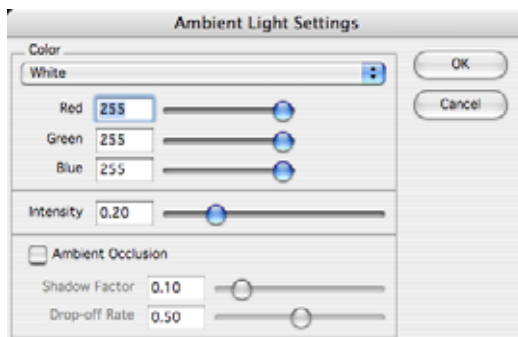 Ambient Light Settings
Color
White
OK
Red 255
Cancel
Green 255
Blue 255
Intensity 0.20
Ambient Occlusion
Shadow Factor 0.10
Drop-off Rate 0.50